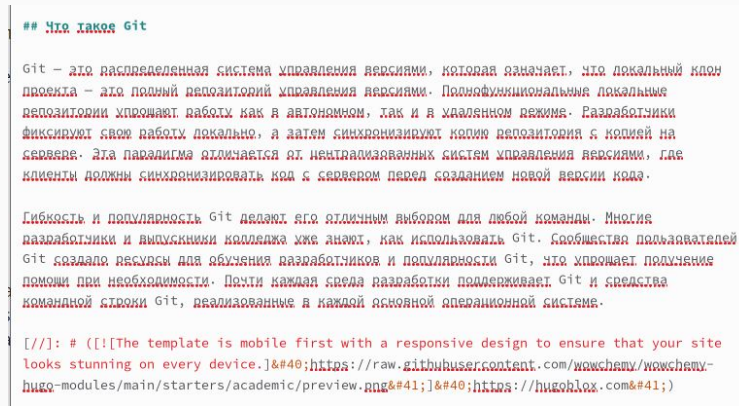 ## Что такое Git
Git — это распределенная система управления версиями, которая означает, что локальный клон
проекта — это полный репозиторий управления версиями. Полнофункциональные локальные
репозитории упрощают работу как в автономном, так и в удаленном режиме. Разработчики
фиксируют свою работу локально, а затем синхронизируют копию репозитория с копией на
сервере. Эта парадигма отличается от централизованных систем управления версиями, где
клиенты должны синхронизировать код с сервером перед созданием новой версии кода.
Гибкость и популярность Git делают его отличным выбором для любой команды. Многие
разработчики и выпускники колледжа уже знают, как использовать Git. Сообщество пользователей
Git создало ресурсы для обучения разработчиков и популярности Git, что упрощает получение
помощи при необходимости. Почти каждая среда разработки поддерживает Git и средства
командной строки Git, реализованные в каждой основной операционной системе.
[//]: # ([![The template is mobile first with a responsive design to ensure that your site
looks stunning on every device.]&#40;https://raw.githubusercontent.com/wowchemy/wowchemy-
hugo-modules/main/starters/academic/preview.png&#41;]&#40;https://hugoblox.com&#41;)